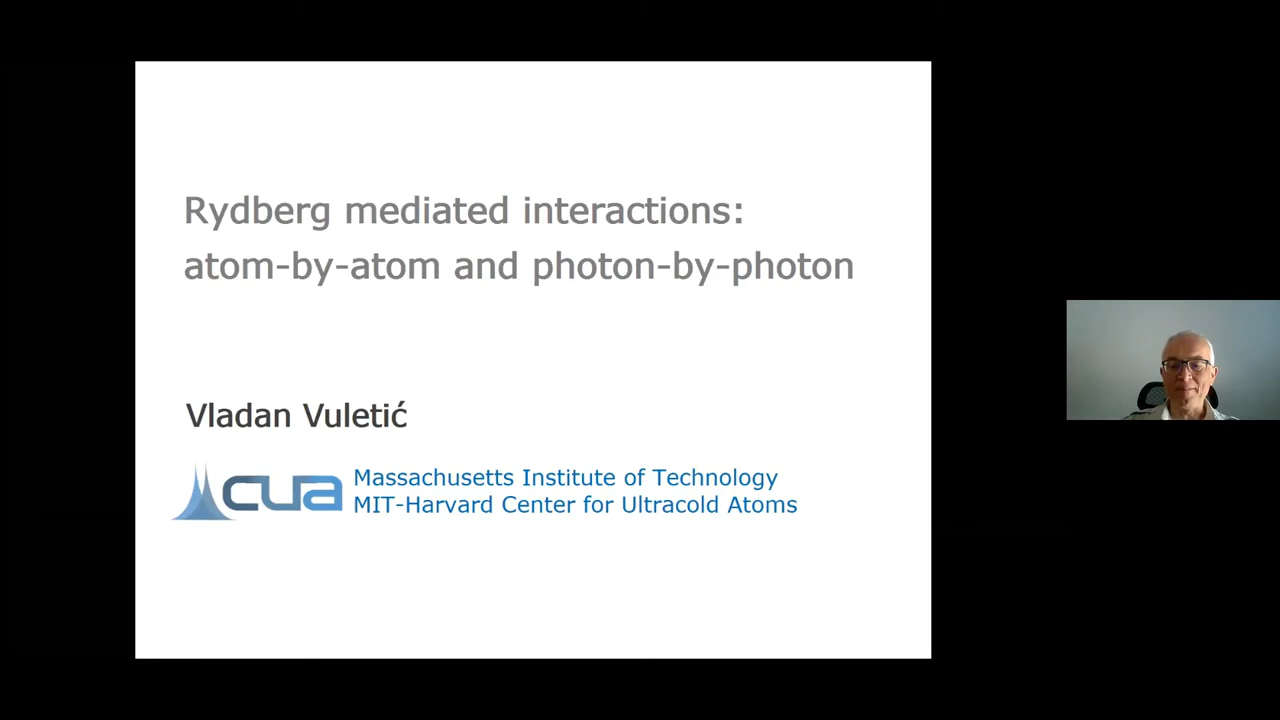 Rydberg mediated interactions:
atom-by-atom and photon-by-photon
Vladan Vuletić
cua
Massachusetts Institute of Technology
MIT-Harvard Center for Ultracold Atoms